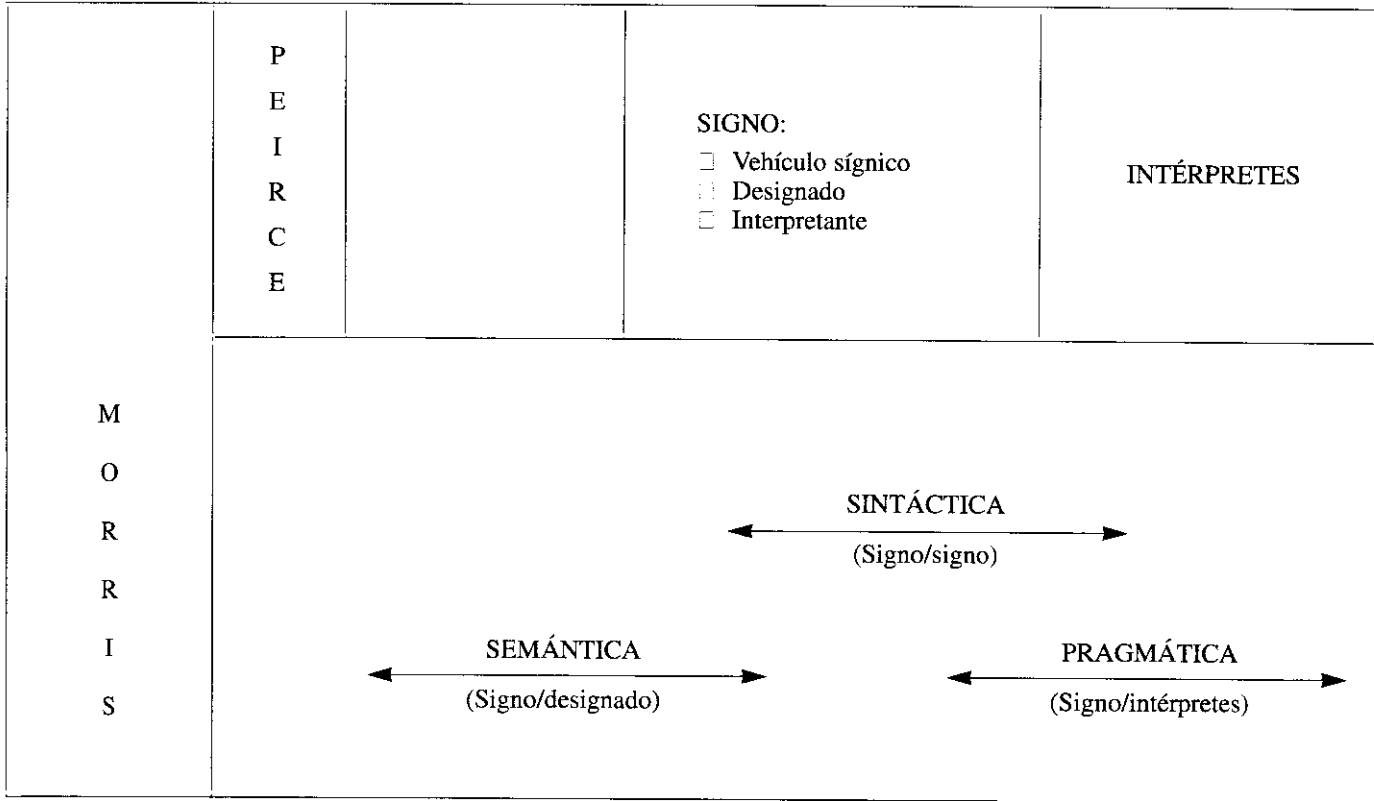 P
E
I
R
C
E
SIGNO:
Vehículo sígnico
Designado
Interpretante
INTÉRPRETES
M
O
R
R
I
S
SINTÁCTICA
(Signo/signo)
SEMÁNTICA
(Signo/designado)
PRAGMÁTICA
(Signo/intérpretes)